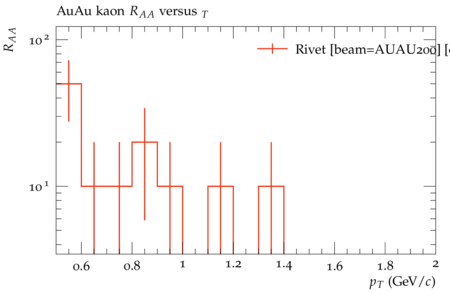 AuAu kaon R_AA versus _T
R_AA
10²
Rivet [beam=AUAU200] [
10¹
0.6 0.8 1 1.2 1.4 1.6 1.8 2
p_T (GeV/c)